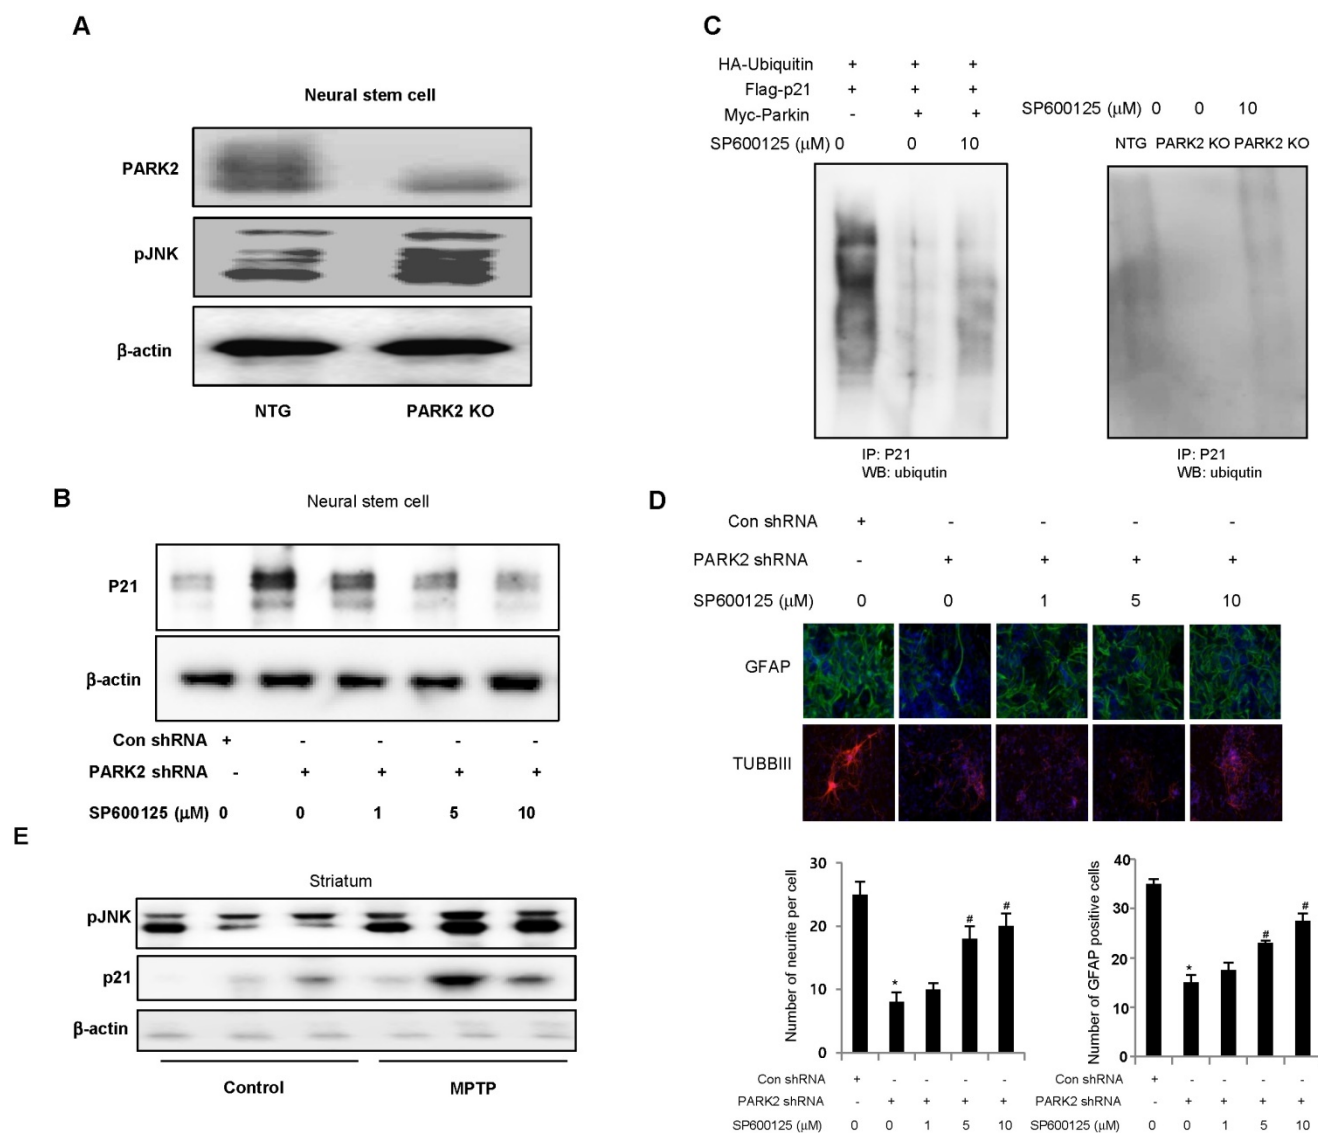 A
Neural stem cell
PARK2
pJNK
β-actin
NTG PARK2 KO
B
Neural stem cell
P21
β-actin
Con shRNA + - - - -
PARK2 shRNA - + + + +
SP600125 (μM) 0 0 1 5 10
C
HA-Ubiquitin + + +
Flag-p21 + + +
Myc-Parkin - + +
SP600125 (μM) 0 0 10
IP: P21
WB: ubiqutin
SP600125 (μM) 0 0 10
NTG PARK2 KO PARK2 KO
IP: P21
WB: ubiqutin
D
Con shRNA + - - - -
PARK2 shRNA - + + + +
SP600125 (μM) 0 0 1 5 10
GFAP
TUBBIII
Number of neurite per cell
30
20
10
0
* # #
Con shRNA + - - - -
PARK2 shRNA - + + + +
SP600125 (μM) 0 0 1 5 10
Number of GFAP positive cells
40
30
20
10
0
* # #
Con shRNA + - - - -
PARK2 shRNA - + + + +
SP600125 (μM) 0 0 1 5 10
E
Striatum
pJNK
p21
β-actin
Control MPTP